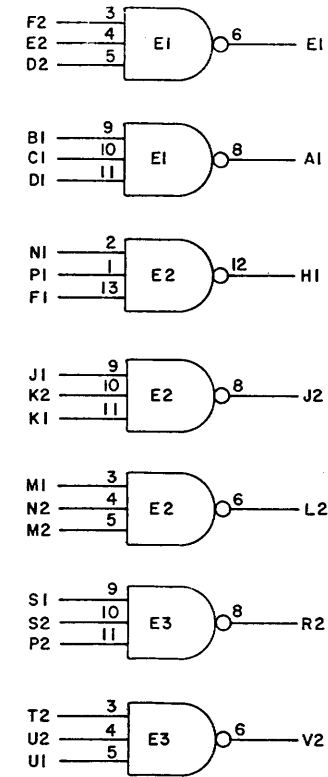 F2 3
E2 4 E1 6 E1
D2 5
B1 9
C1 10 E1 8 A1
D1 11
N1 2
P1 1 E2 12 H1
F1 13
J1 9
K2 10 E2 8 J2
K1 11
M1 3
N2 4 E2 6 L2
M2 5
S1 9
S2 10 E3 8 R2
P2 11
T2 3
U2 4 E3 6 V2
U1 5